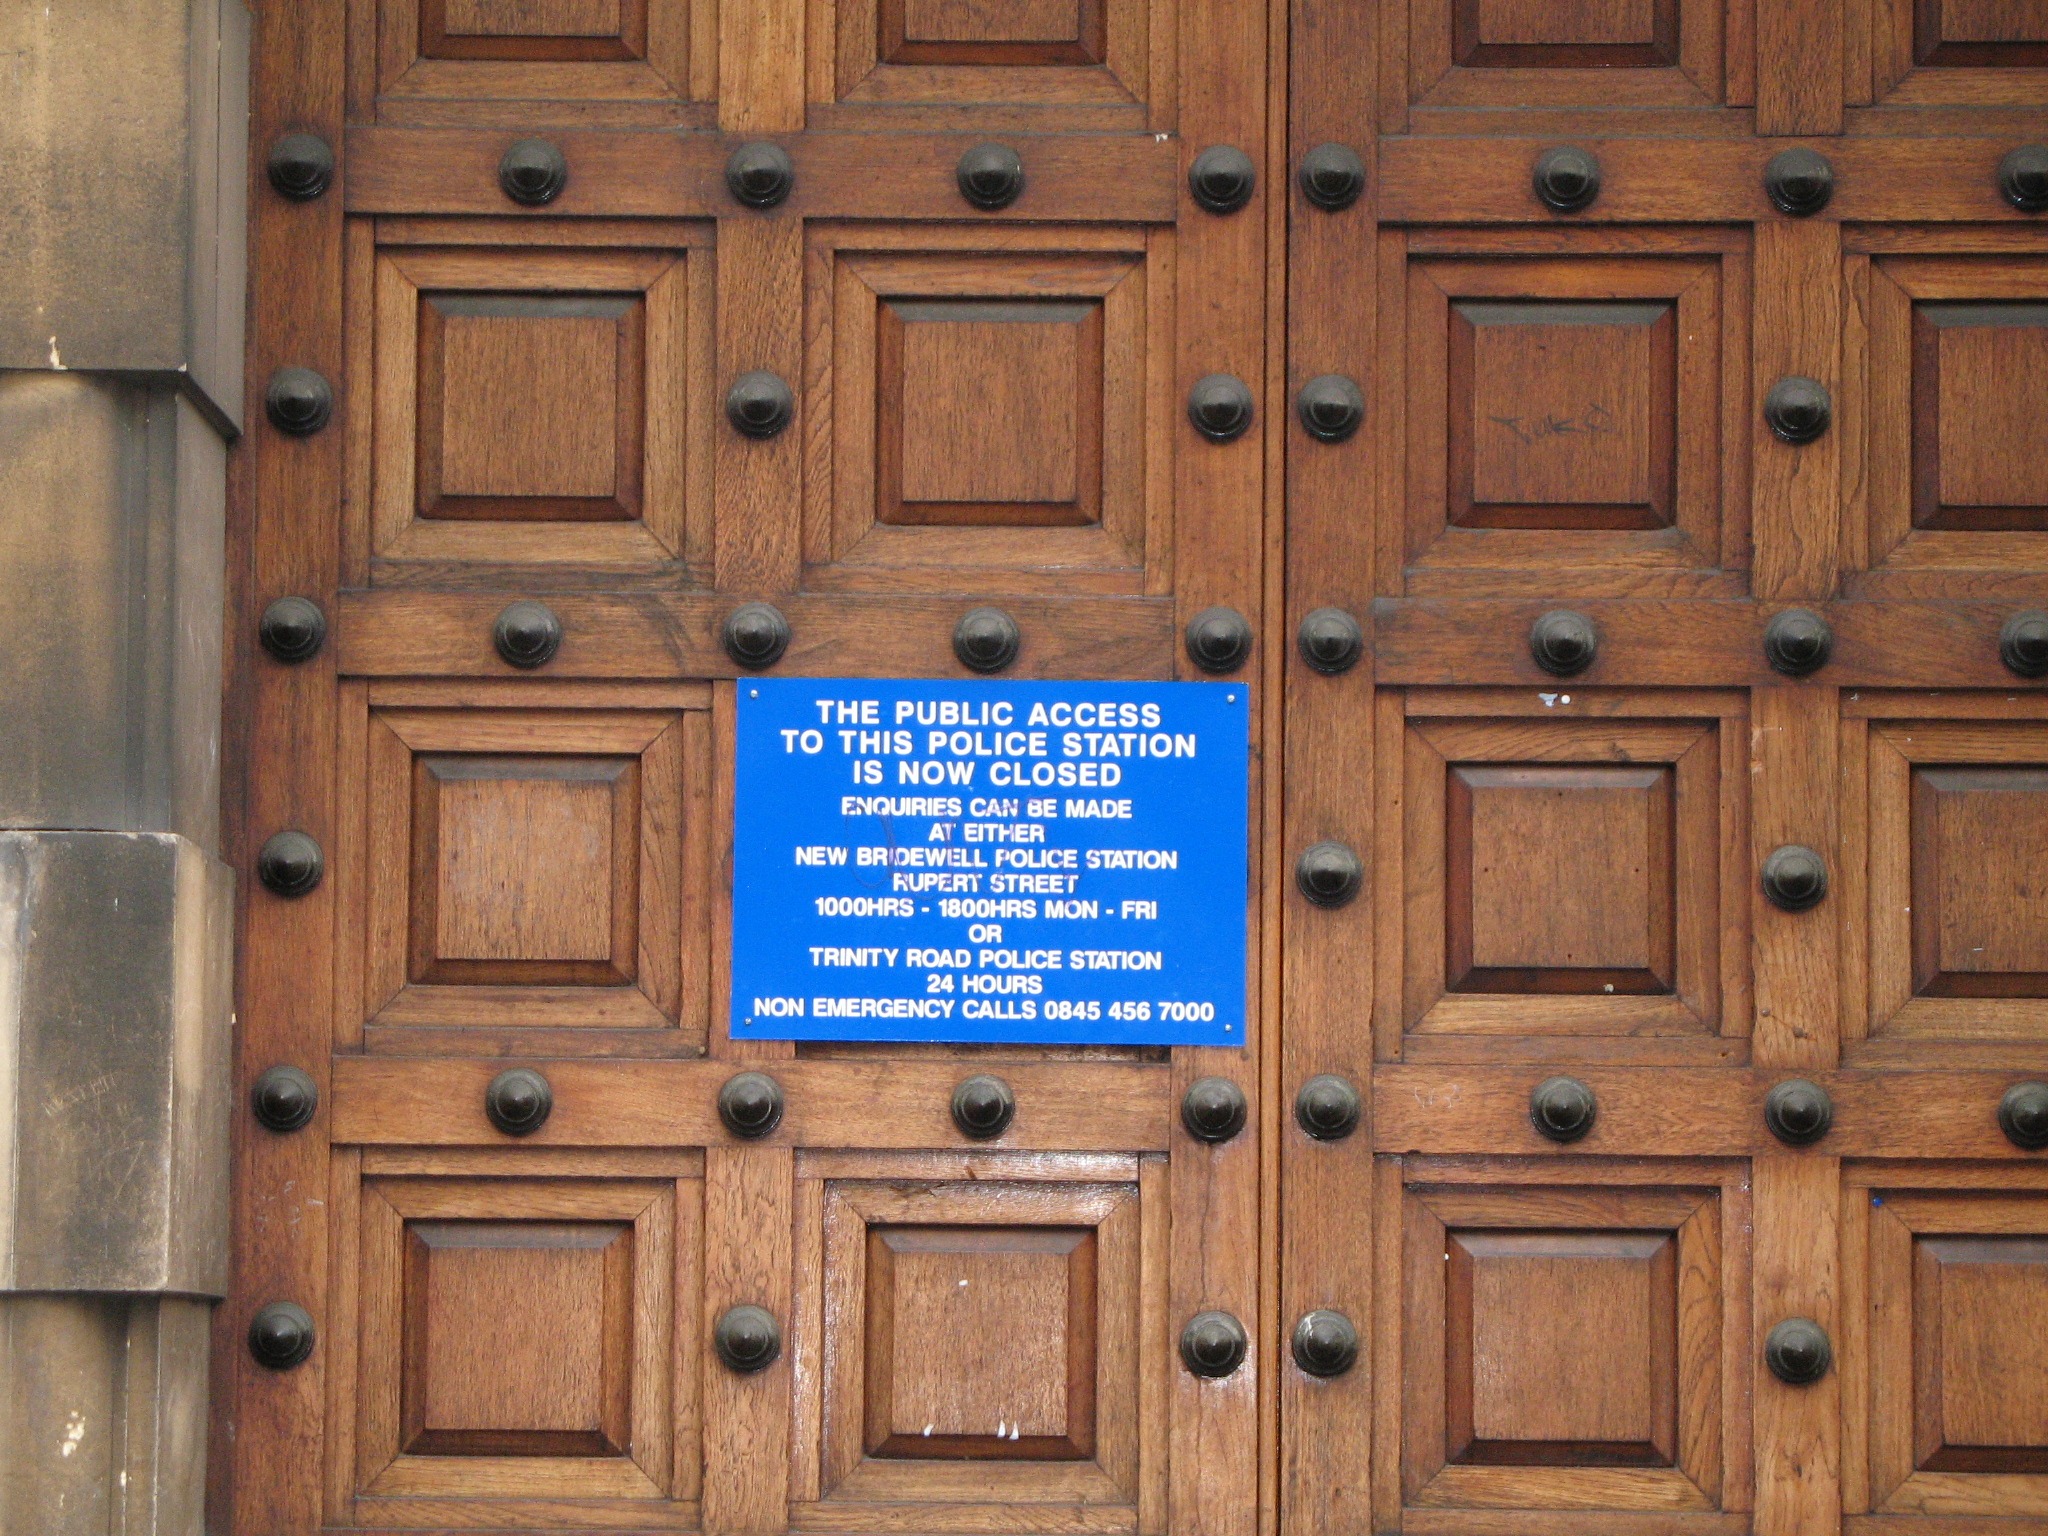 THE PUBLIC ACCESS
TO THIS POLICE STATION
IS NOW CLOSED
ENQUIRIES CAN BE MADE
AT EITHER
NEW BRIDEWELL POLICE STATION
RUPERT STREET
1000HRS - 1800HRS MON - FRI
OR
TRINITY ROAD POLICE STATION
24 HOURS
NON EMERGENCY CALLS 0845 456 7000